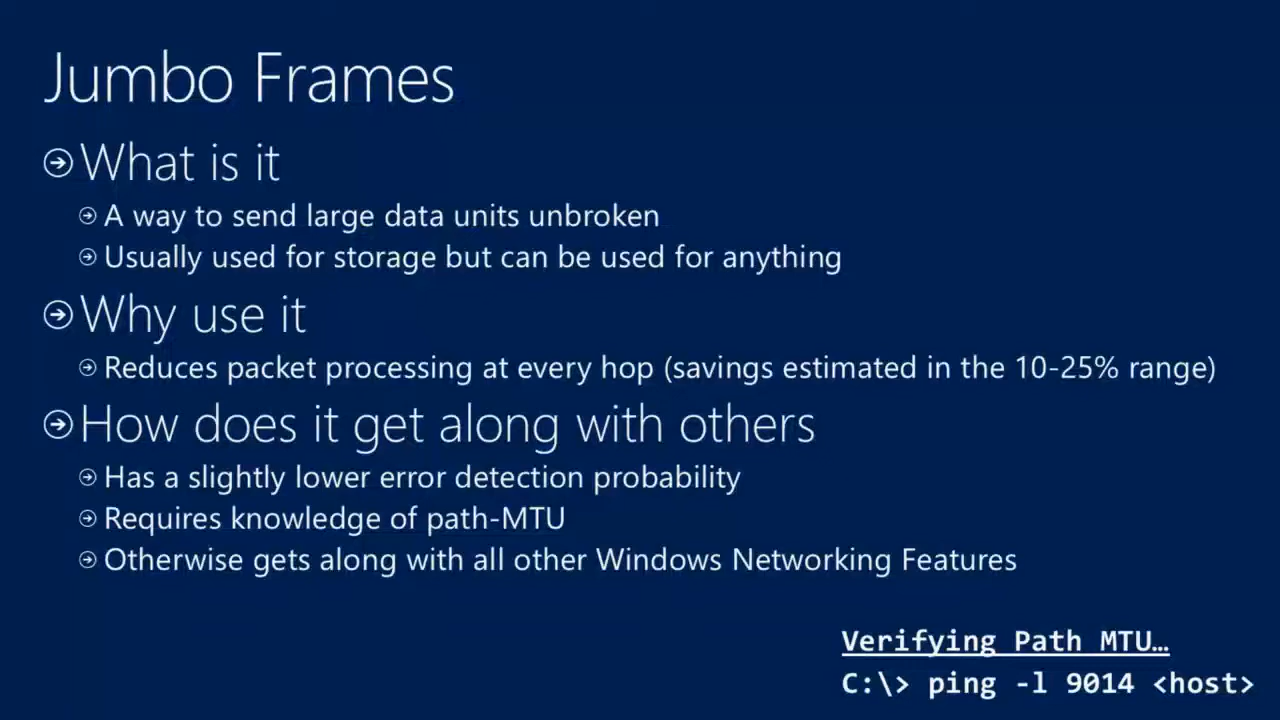 Jumbo Frames
What is it
A way to send large data units unbroken
Usually used for storage but can be used for anything
Why use it
Reduces packet processing at every hop (savings estimated in the 10-25% range)
How does it get along with others
Has a slightly lower error detection probability
Requires knowledge of path-MTU
Otherwise gets along with all other Windows Networking Features
Verifying Path MTU…
C:\> ping -l 9014 <host>